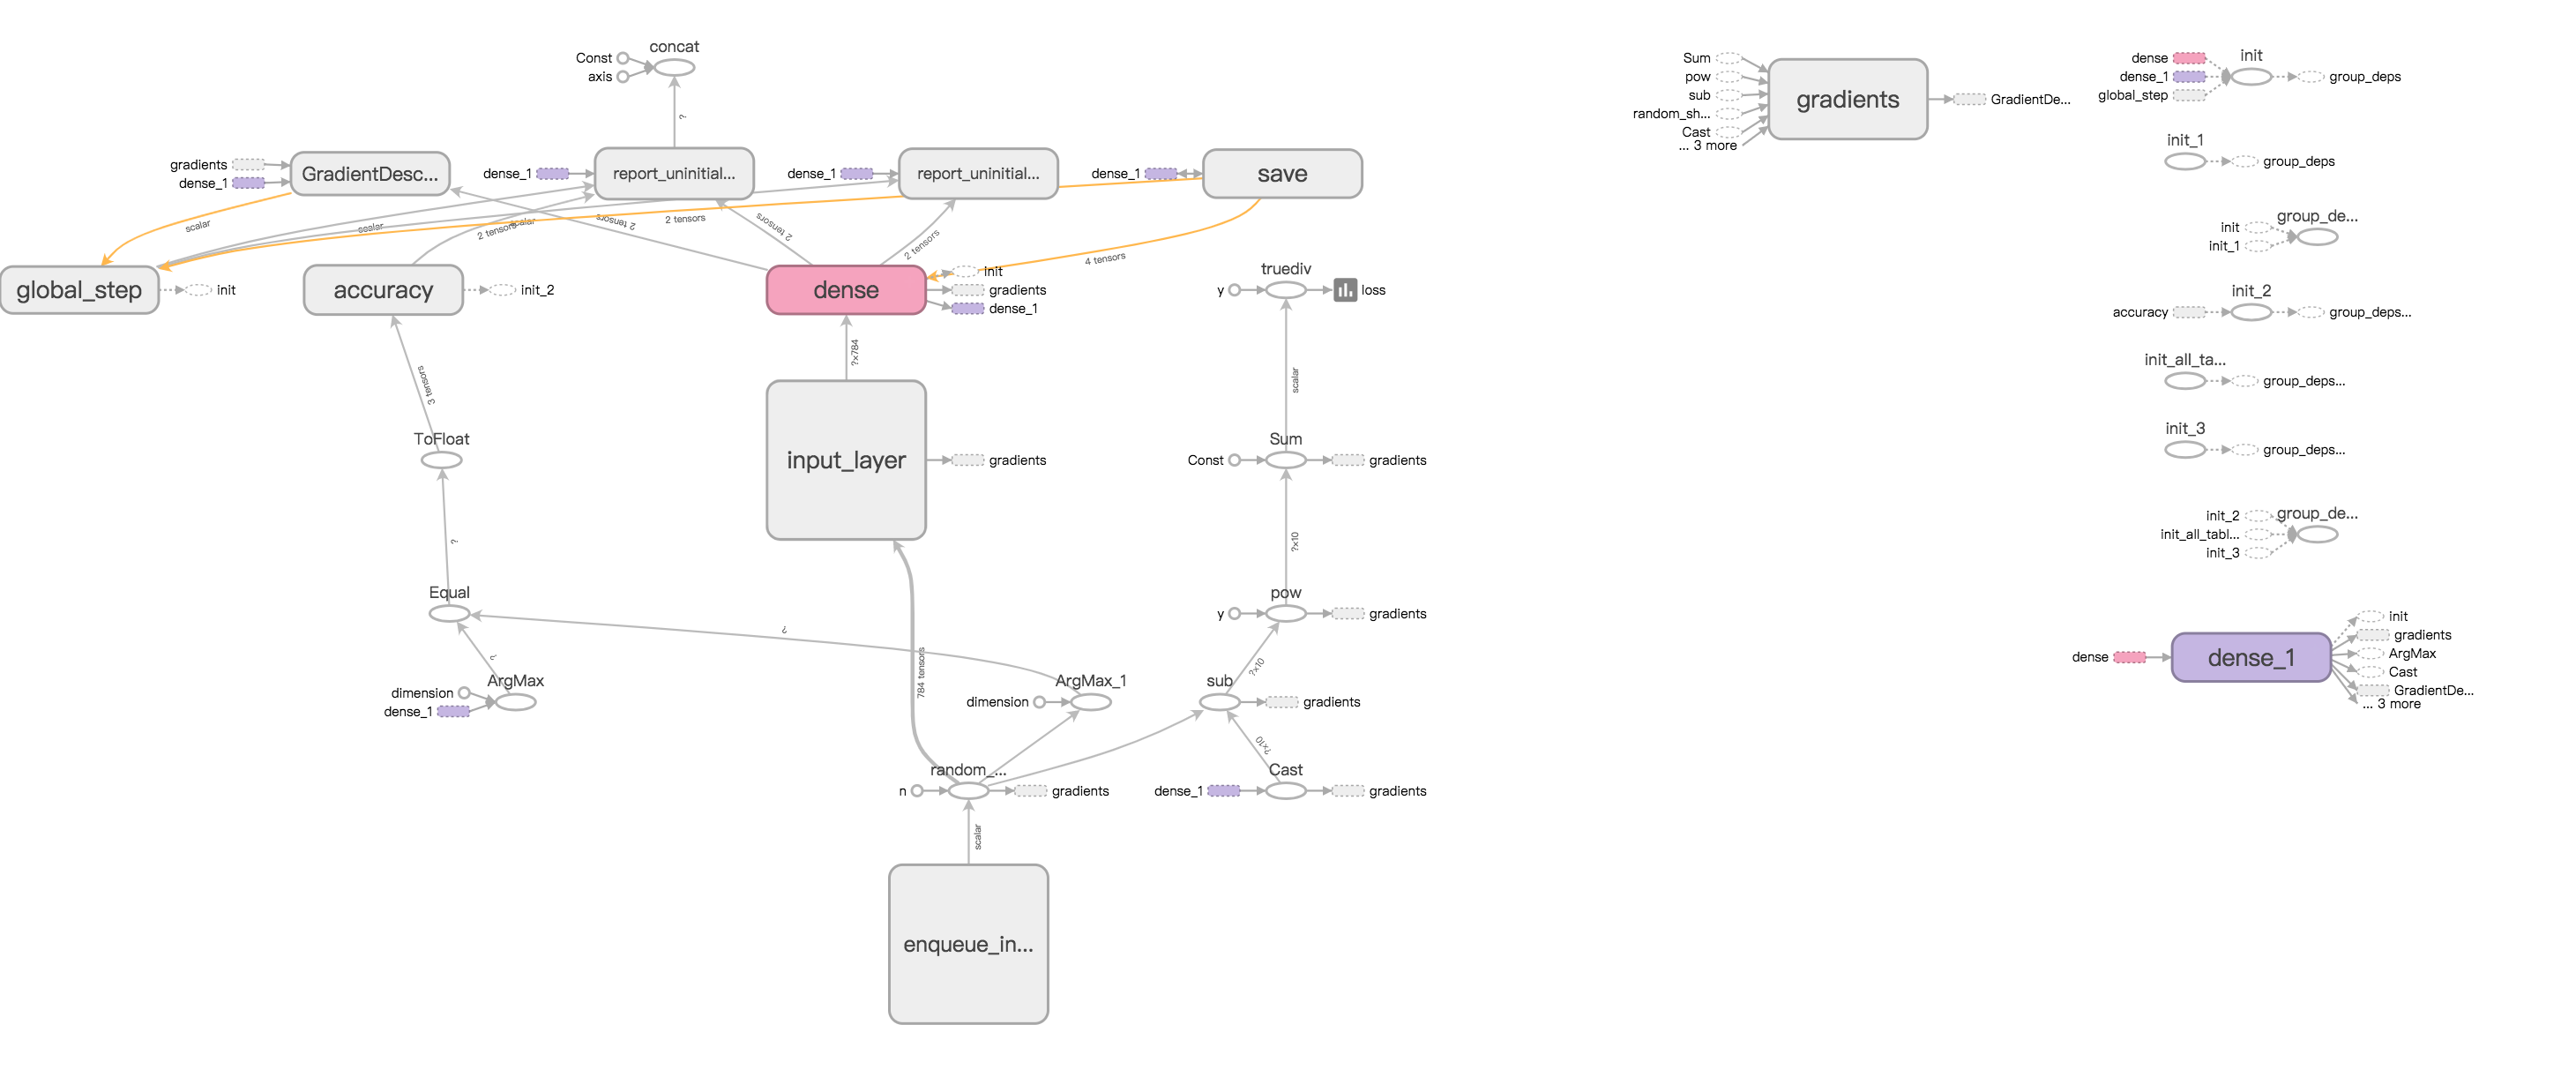 concat
Const
axis
?
gradients
dense_1
GradientDesc...
dense_1
report_uninitial...
dense_1
report_uninitial...
dense_1
save
scalar
scalar
2 tensors
scalar
2 tensors
2 tensors
2 tensors
2 tensors
4 tensors
global_step
init
accuracy
init_2
dense
init
gradients
dense_1
truediv
y
loss
3 tensors
?×784
scalar
ToFloat
input_layer
gradients
Sum
Const
gradients
?
?×10
Equal
pow
y
gradients
?
?
784 tensors
?×10
ArgMax
dimension
dense_1
ArgMax_1
dimension
sub
gradients
?×10
random_...
n
gradients
Cast
dense_1
gradients
scalar
enqueue_in...
Sum
pow
sub
random_sh...
Cast
... 3 more
gradients
GradientDe...
init
dense
dense_1
global_step
group_deps
init_1
group_deps
group_de...
init
init_1
init_2
accuracy
group_deps...
init_all_ta...
group_deps...
init_3
group_deps...
group_de...
init_2
init_all_tabl...
init_3
dense
dense_1
init
gradients
ArgMax
Cast
GradientDe...
... 3 more